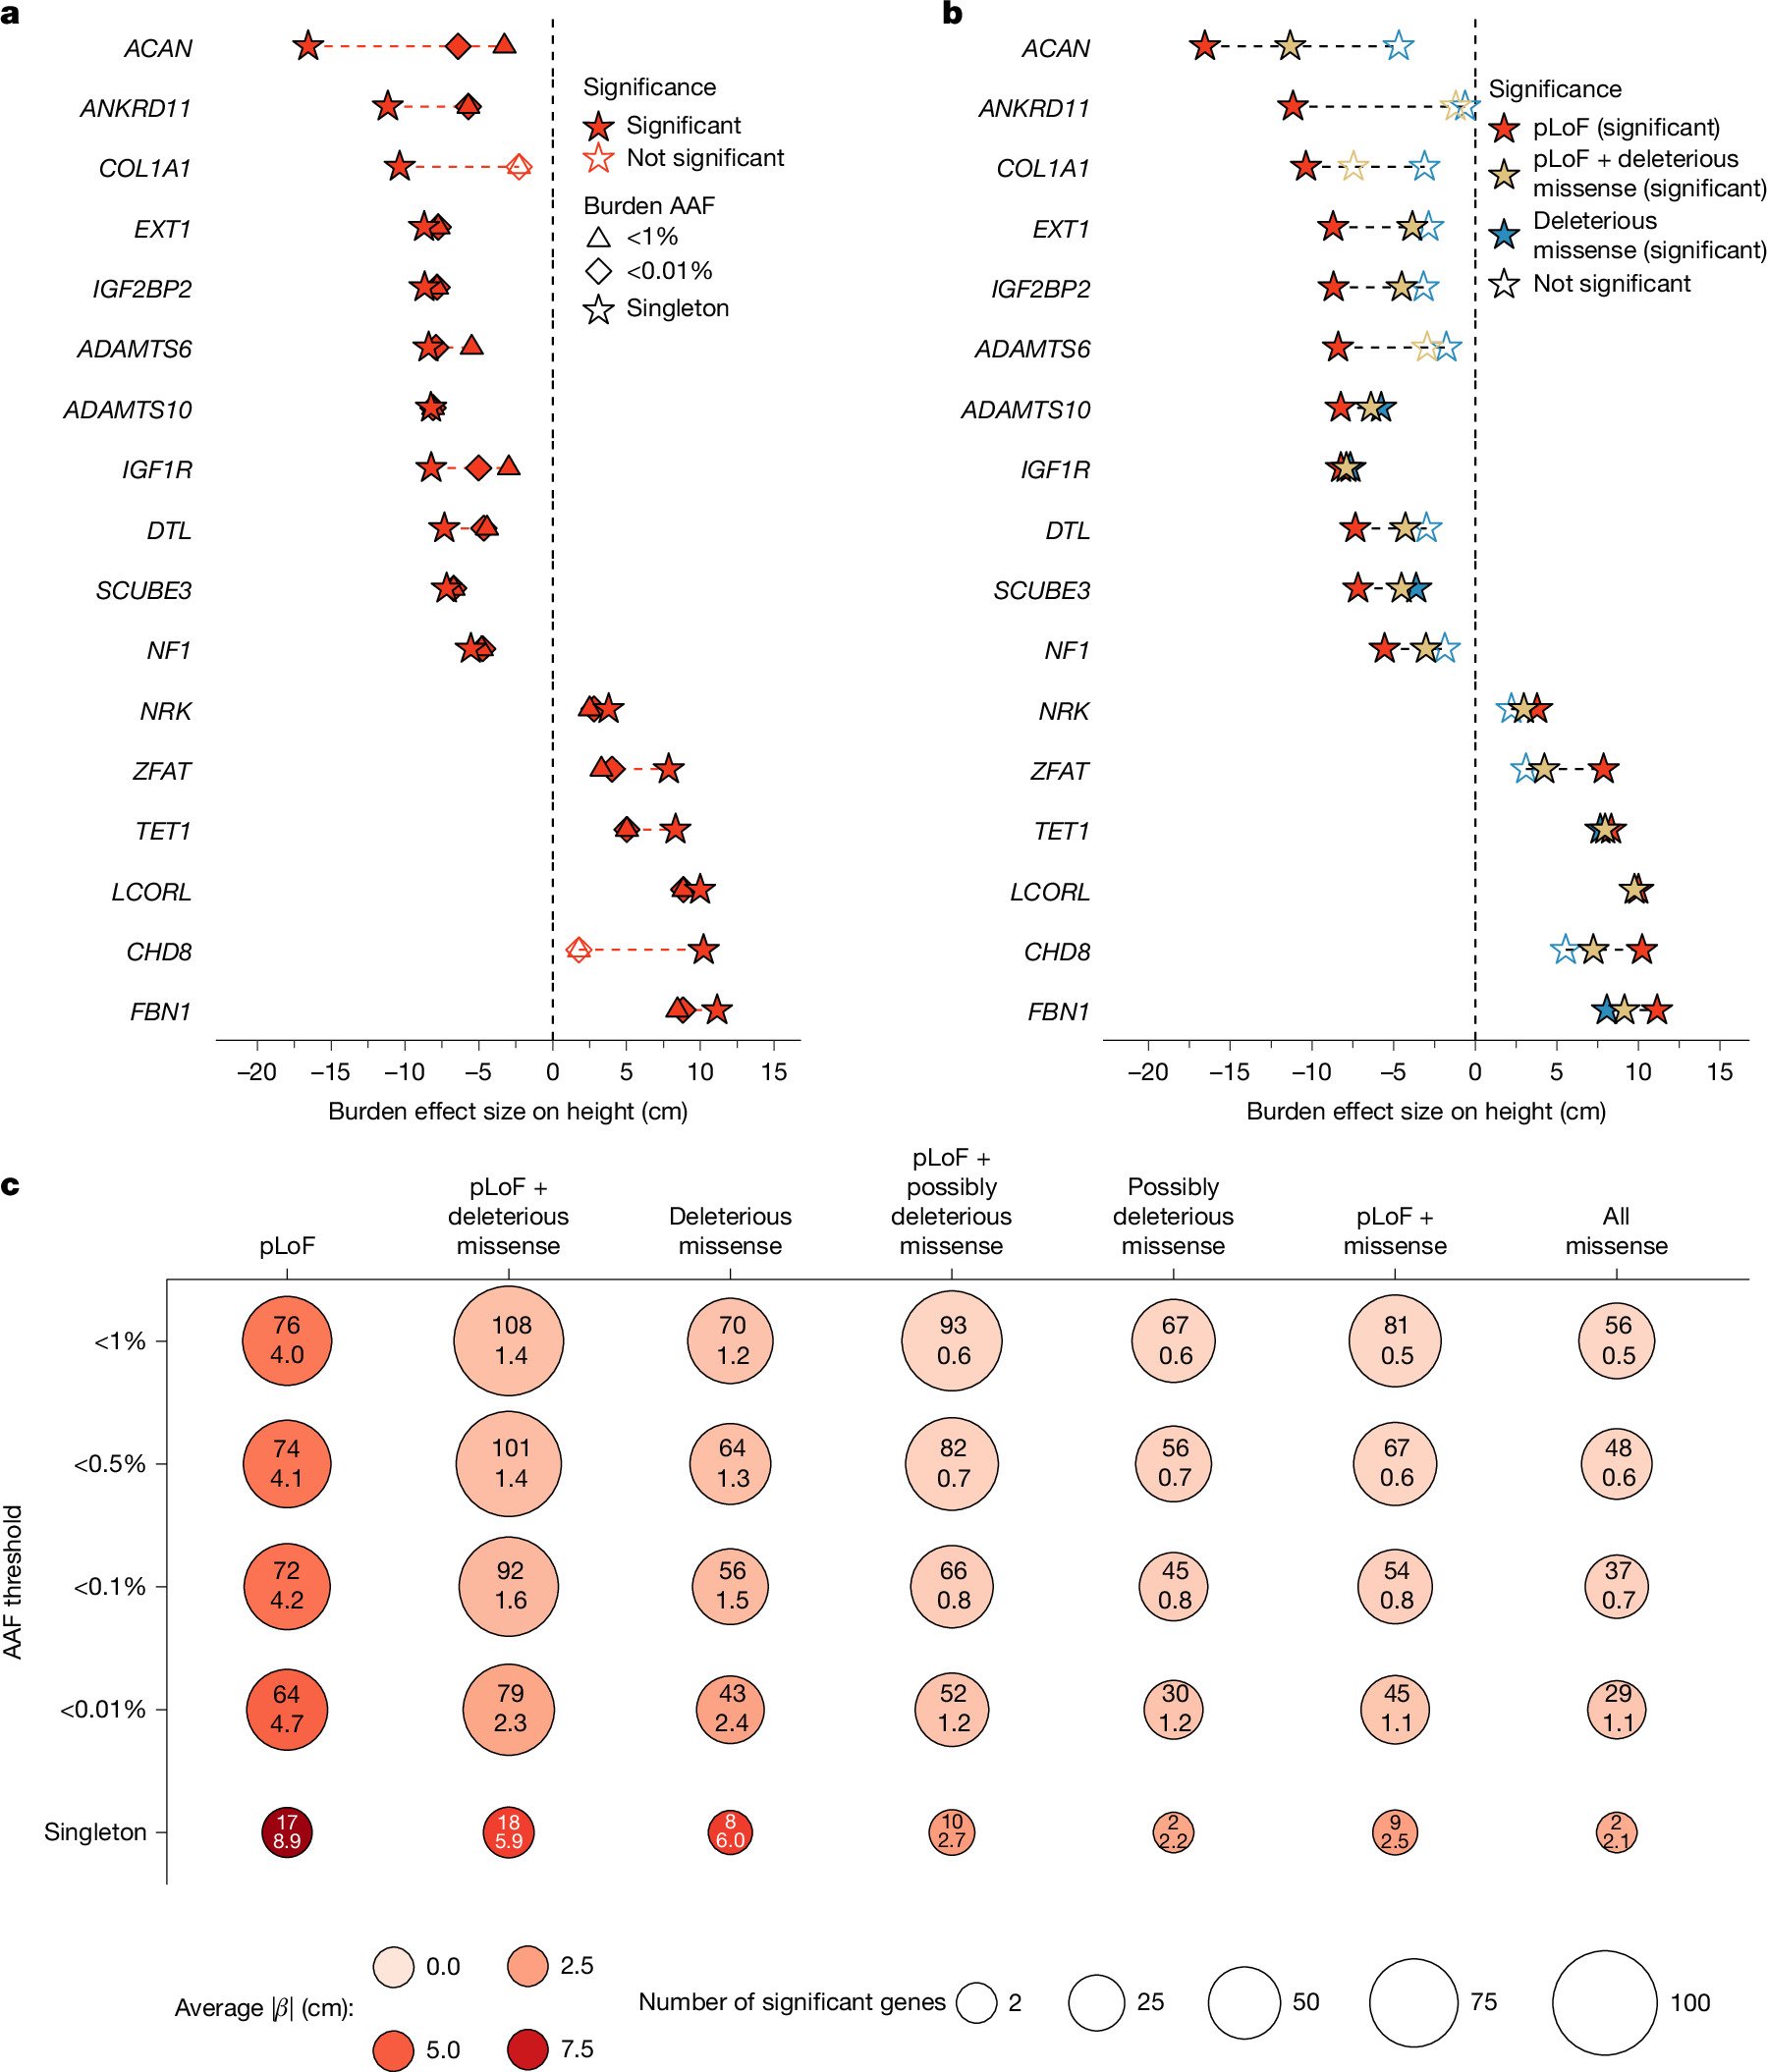 a
ACAN
ANKRD11
COL1A1
EXT1
IGF2BP2
ADAMTS6
ADAMTS10
IGF1R
DTL
SCUBE3
NF1
NRK
ZFAT
TET1
LCORL
CHD8
FBN1
Significance
Significant
Not significant
Burden AAF
<1%
<0.01%
Singleton
–20 –15 –10 –5 0 5 10 15
Burden effect size on height (cm)
b
ACAN
ANKRD11
COL1A1
EXT1
IGF2BP2
ADAMTS6
ADAMTS10
IGF1R
DTL
SCUBE3
NF1
NRK
ZFAT
TET1
LCORL
CHD8
FBN1
Significance
pLoF (significant)
pLoF + deleterious
missense (significant)
Deleterious
missense (significant)
Not significant
–20 –15 –10 –5 0 5 10 15
Burden effect size on height (cm)
c
pLoF
pLoF +
deleterious
missense
Deleterious
missense
pLoF +
possibly
deleterious
missense
Possibly
deleterious
missense
pLoF +
missense
All
missense
AAF threshold
<1%
76 108 70 93 67 81 56
4.0 1.4 1.2 0.6 0.6 0.5 0.5
<0.5%
74 101 64 82 56 67 48
4.1 1.4 1.3 0.7 0.7 0.6 0.6
<0.1%
72 92 56 66 45 54 37
4.2 1.6 1.5 0.8 0.8 0.8 0.7
<0.01%
64 79 43 52 30 45 29
4.7 2.3 2.4 1.2 1.2 1.1 1.1
Singleton
17 18 8 10 2 9 2
8.9 5.9 6.0 2.7 2.2 2.5 2.1
Average |β| (cm):
0.0 2.5
5.0 7.5
Number of significant genes 2 25 50 75 100